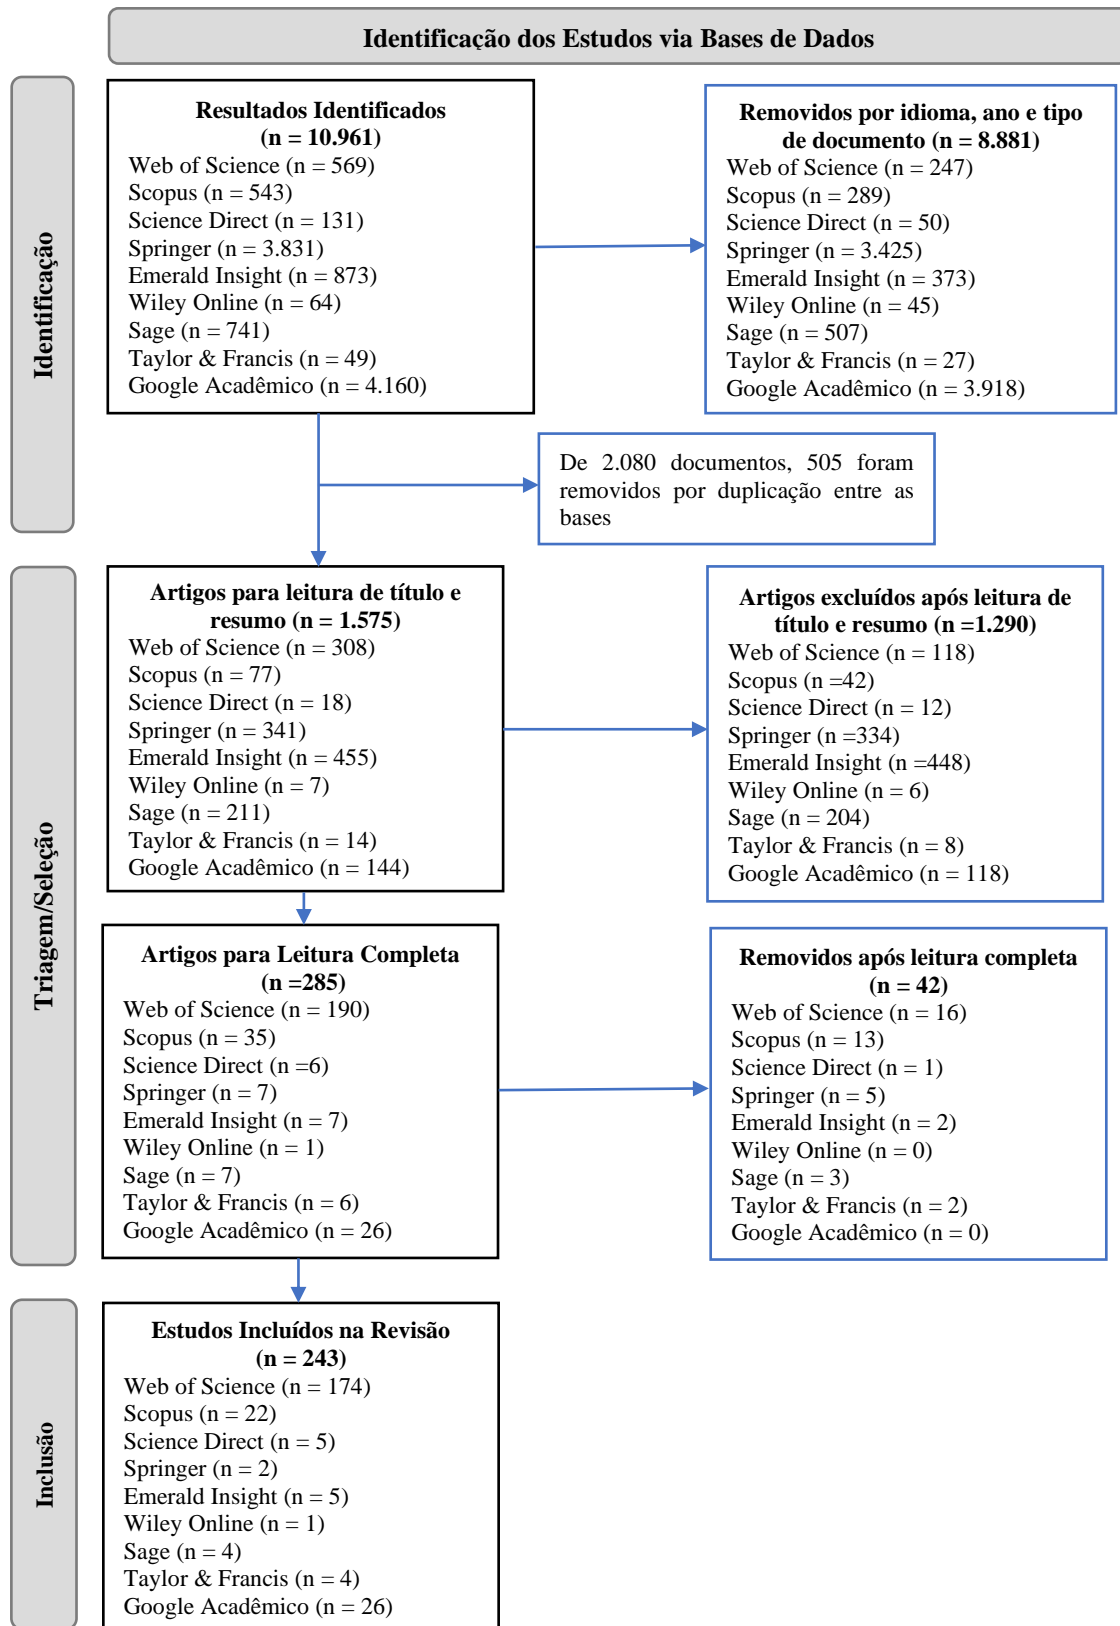 Identificação dos Estudos via Bases de Dados
Identificação
Resultados Identificados
(n = 10.961)
Web of Science (n = 569)
Scopus (n = 543)
Science Direct (n = 131)
Springer (n = 3.831)
Emerald Insight (n = 873)
Wiley Online (n = 64)
Sage (n = 741)
Taylor & Francis (n = 49)
Google Acadêmico (n = 4.160)
Removidos por idioma, ano e tipo
de documento (n = 8.881)
Web of Science (n = 247)
Scopus (n = 289)
Science Direct (n = 50)
Springer (n = 3.425)
Emerald Insight (n = 373)
Wiley Online (n = 45)
Sage (n = 507)
Taylor & Francis (n = 27)
Google Acadêmico (n = 3.918)
De 2.080 documentos, 505 foram
removidos por duplicação entre as
bases
Triagem/Seleção
Artigos para leitura de título e
resumo (n = 1.575)
Web of Science (n = 308)
Scopus (n = 77)
Science Direct (n = 18)
Springer (n = 341)
Emerald Insight (n = 455)
Wiley Online (n = 7)
Sage (n = 211)
Taylor & Francis (n = 14)
Google Acadêmico (n = 144)
Artigos excluídos após leitura de
título e resumo (n =1.290)
Web of Science (n = 118)
Scopus (n =42)
Science Direct (n = 12)
Springer (n =334)
Emerald Insight (n =448)
Wiley Online (n = 6)
Sage (n = 204)
Taylor & Francis (n = 8)
Google Acadêmico (n = 118)
Artigos para Leitura Completa
(n =285)
Web of Science (n = 190)
Scopus (n = 35)
Science Direct (n =6)
Springer (n = 7)
Emerald Insight (n = 7)
Wiley Online (n = 1)
Sage (n = 7)
Taylor & Francis (n = 6)
Google Acadêmico (n = 26)
Removidos após leitura completa
(n = 42)
Web of Science (n = 16)
Scopus (n = 13)
Science Direct (n = 1)
Springer (n = 5)
Emerald Insight (n = 2)
Wiley Online (n = 0)
Sage (n = 3)
Taylor & Francis (n = 2)
Google Acadêmico (n = 0)
Inclusão
Estudos Incluídos na Revisão
(n = 243)
Web of Science (n = 174)
Scopus (n = 22)
Science Direct (n = 5)
Springer (n = 2)
Emerald Insight (n = 5)
Wiley Online (n = 1)
Sage (n = 4)
Taylor & Francis (n = 4)
Google Acadêmico (n = 26)